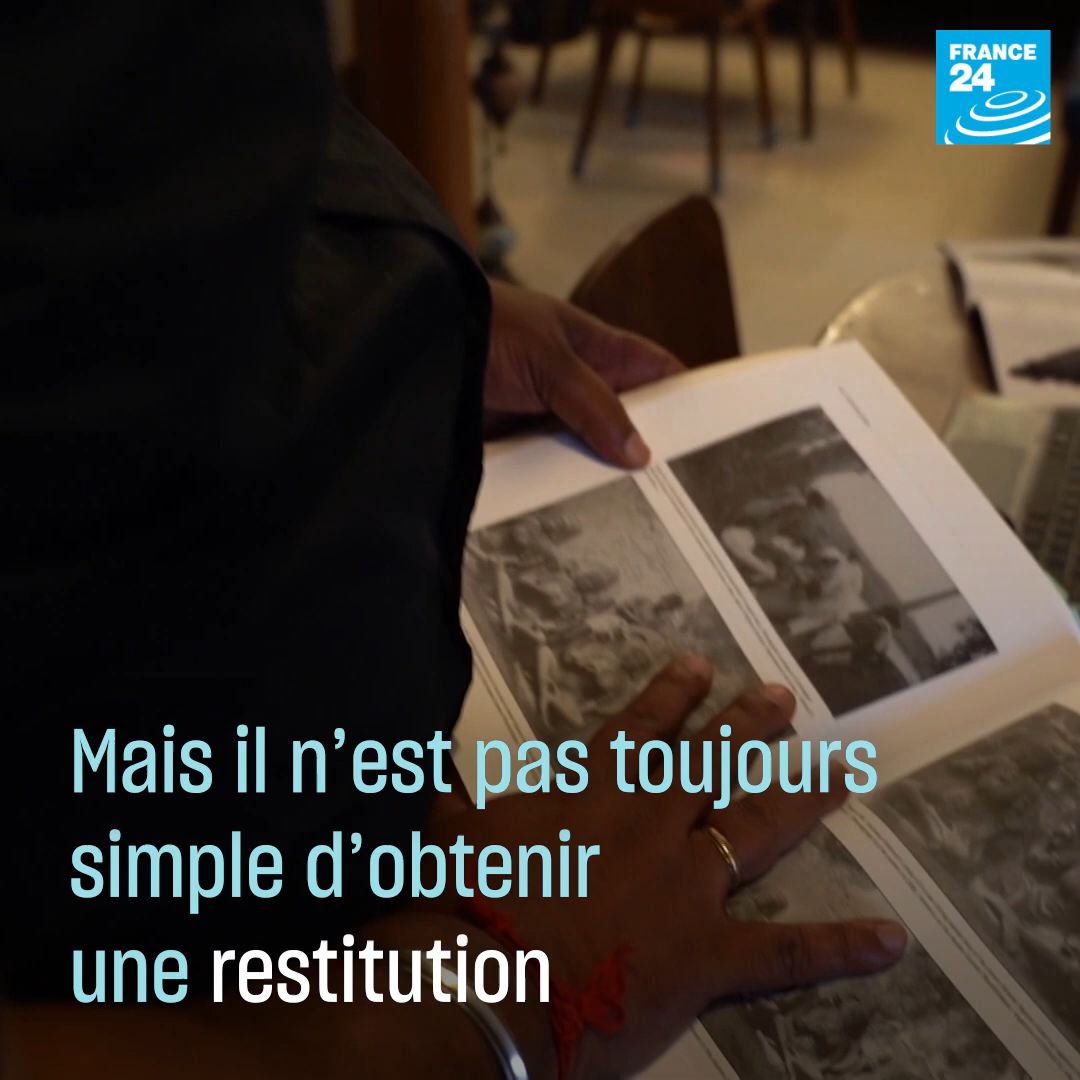 FRANCE
24
Mais il n’est pas toujours
simple d’obtenir
une restitution